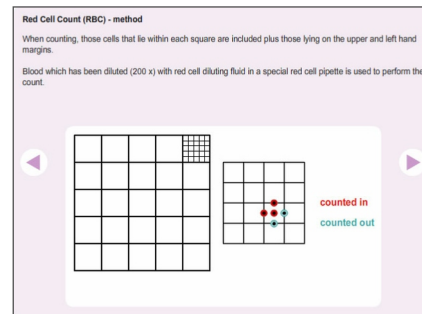 Red Cell Count (RBC) - method
When counting, those cells that lie within each square are included plus those lying on the upper and left hand
margins.
Blood which has been diluted (200 x) with red cell diluting fluid in a special red cell pipette is used to perform the
count.
counted in
counted out